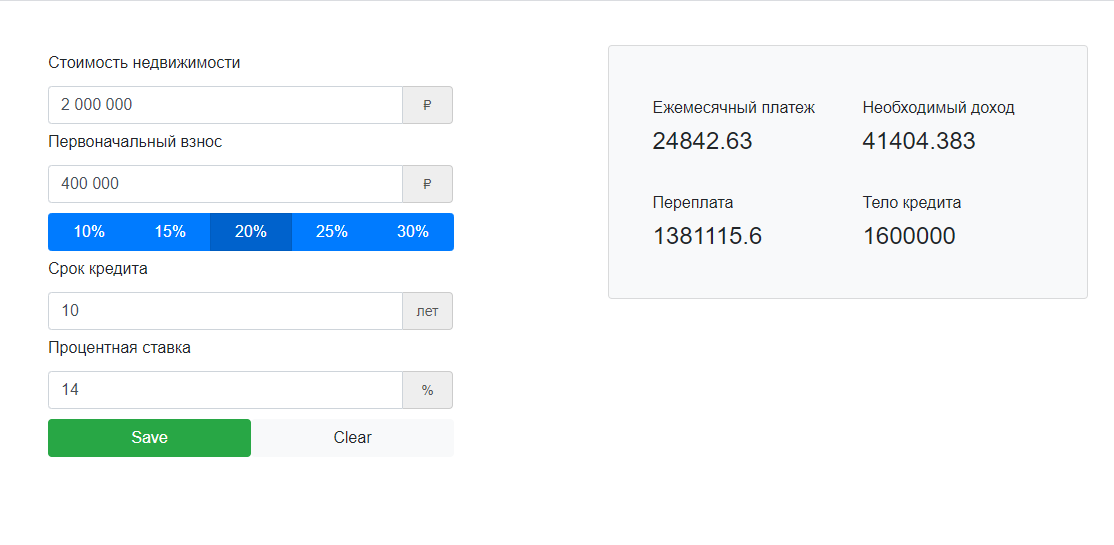 Стоимость недвижимости
2 000 000 ₽
Первоначальный взнос
400 000 ₽
10% 15% 20% 25% 30%
Срок кредита
10 лет
Процентная ставка
14 %
Save Clear
Ежемесячный платеж Необходимый доход
24842.63 41404.383
Переплата Тело кредита
1381115.6 1600000